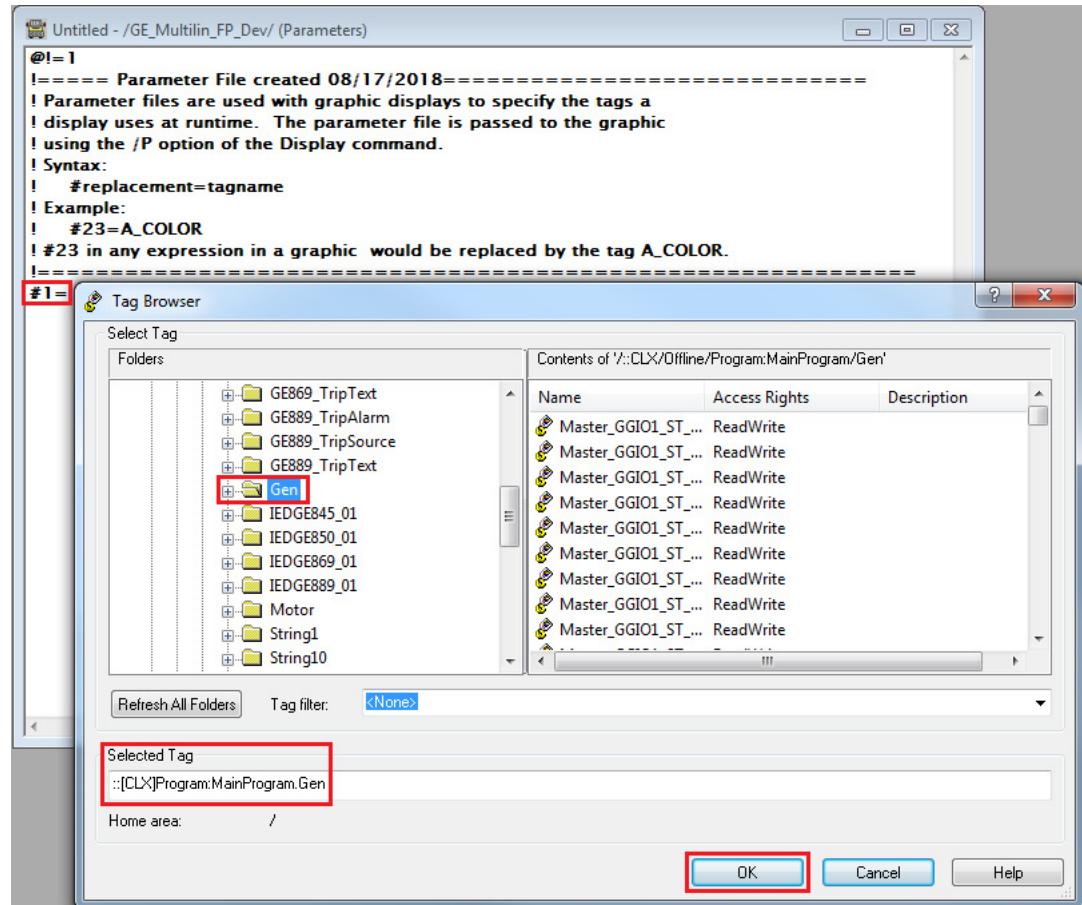 Untitled - /GE_Multilin_FP_Dev/ (Parameters)
@!=1
!===== Parameter File created 08/17/2018=============================
! Parameter files are used with graphic displays to specify the tags a
! display uses at runtime.  The parameter file is passed to the graphic
! using the /P option of the Display command.
! Syntax:
!    #replacement=tagname
! Example:
!    #23=A_COLOR
! #23 in any expression in a graphic  would be replaced by the tag A_COLOR.
!============================================================
#1=
Tag Browser
Select Tag
Folders
Contents of '/::CLX/Offline/Program:MainProgram/Gen'
GE869_TripText
GE889_TripAlarm
GE889_TripSource
GE889_TripText
Gen
IEDGE845_01
IEDGE850_01
IEDGE869_01
IEDGE889_01
Motor
String1
String10
Name Access Rights Description
Master_GGIO1_ST_... ReadWrite
Master_GGIO1_ST_... ReadWrite
Master_GGIO1_ST_... ReadWrite
Master_GGIO1_ST_... ReadWrite
Master_GGIO1_ST_... ReadWrite
Master_GGIO1_ST_... ReadWrite
Master_GGIO1_ST_... ReadWrite
Master_GGIO1_ST_... ReadWrite
Master_GGIO1_ST_... ReadWrite
Refresh All Folders Tag filter: <None>
Selected Tag
::[CLX]Program:MainProgram.Gen
Home area: /
OK Cancel Help